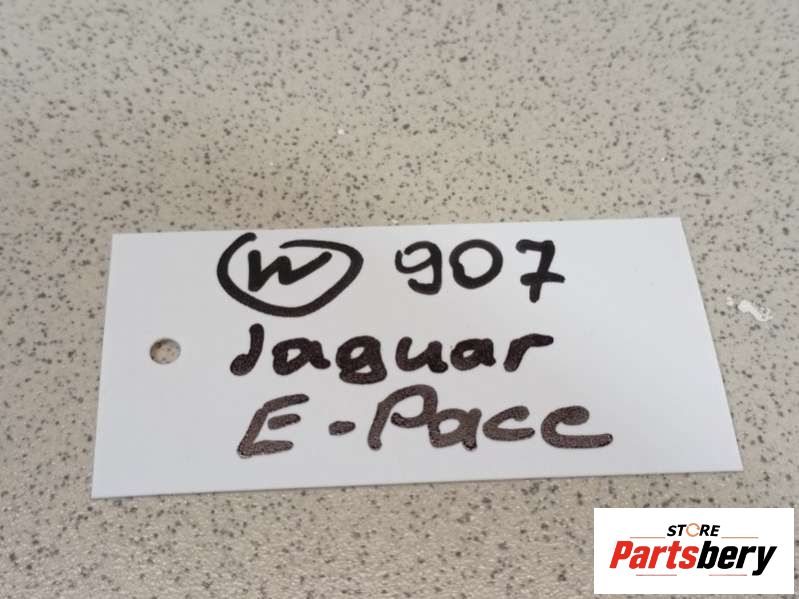 W 907
Jaguar
E-Pace
STORE
Partsbery